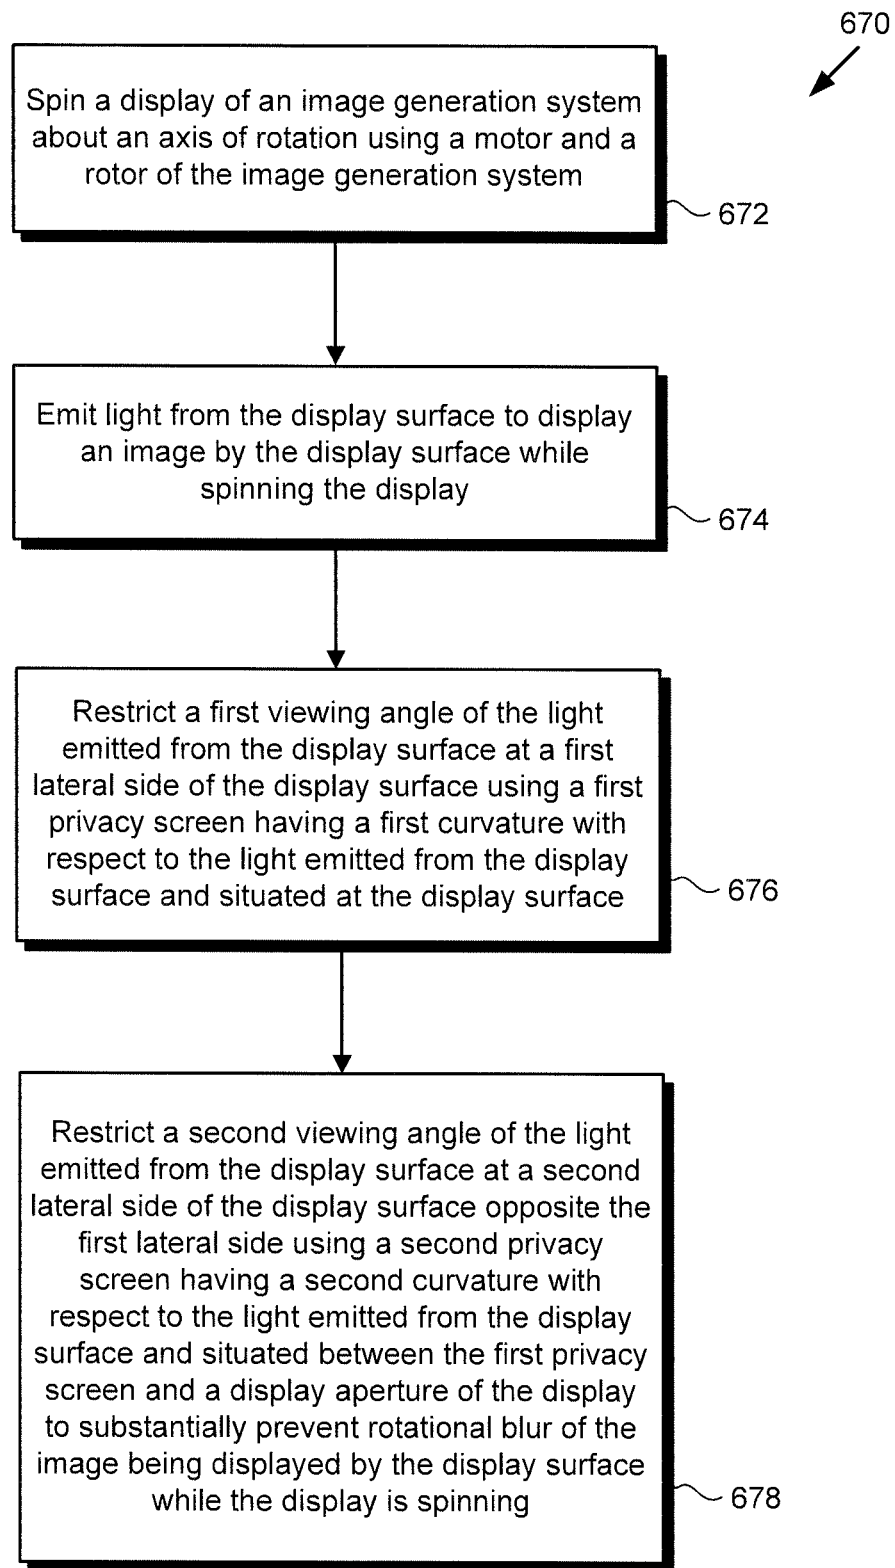 670
Spin a display of an image generation system
about an axis of rotation using a motor and a
rotor of the image generation system
672
Emit light from the display surface to display
an image by the display surface while
spinning the display
674
Restrict a first viewing angle of the light
emitted from the display surface at a first
lateral side of the display surface using a first
privacy screen having a first curvature with
respect to the light emitted from the display
surface and situated at the display surface
676
Restrict a second viewing angle of the light
emitted from the display surface at a second
lateral side of the display surface opposite the
first lateral side using a second privacy
screen having a second curvature with
respect to the light emitted from the display
surface and situated between the first privacy
screen and a display aperture of the display
to substantially prevent rotational blur of the
image being displayed by the display surface
while the display is spinning
678